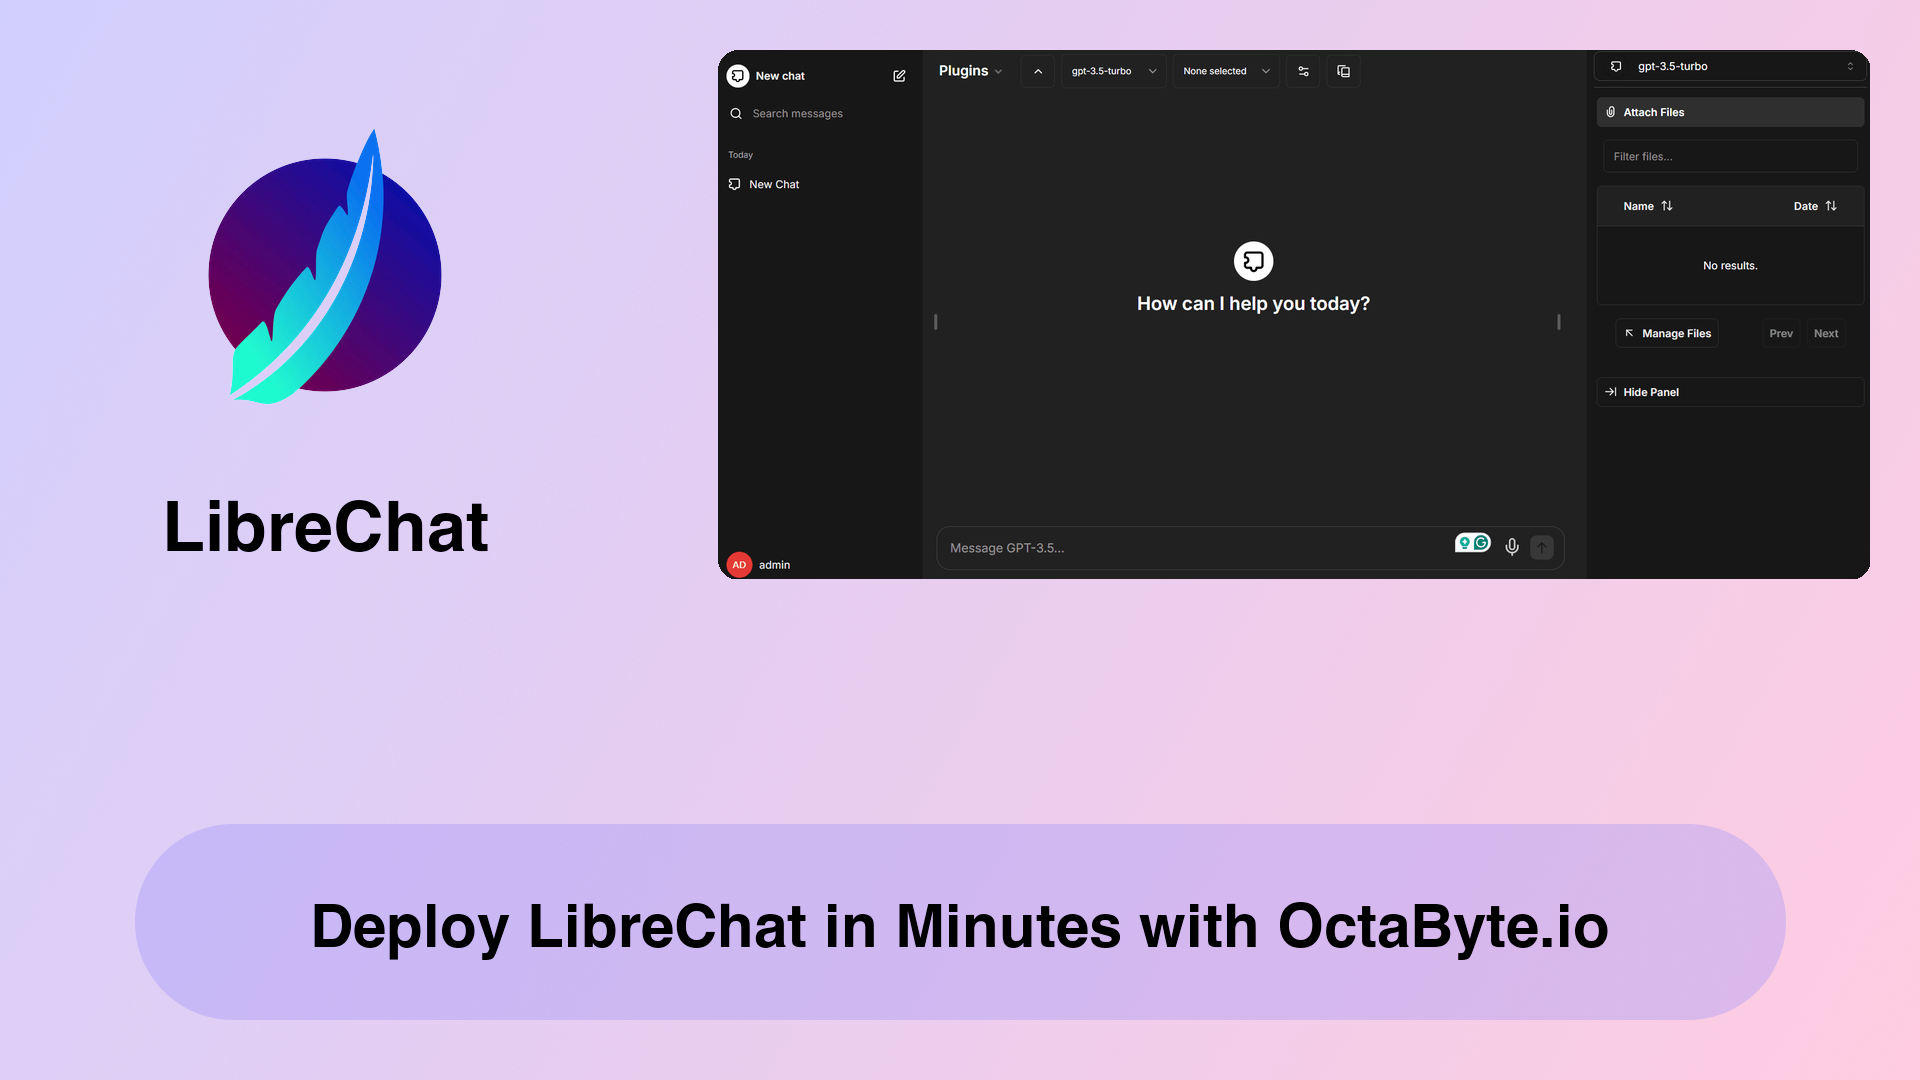 LibreChat
New chat
Search messages
Today
New Chat
AD admin
Plugins
gpt-3.5-turbo
None selected
How can I help you today?
Message GPT-3.5...
gpt-3.5-turbo
Attach Files
Filter files...
Name Date
No results.
Manage Files Prev Next
Hide Panel
Deploy LibreChat in Minutes with OctaByte.io